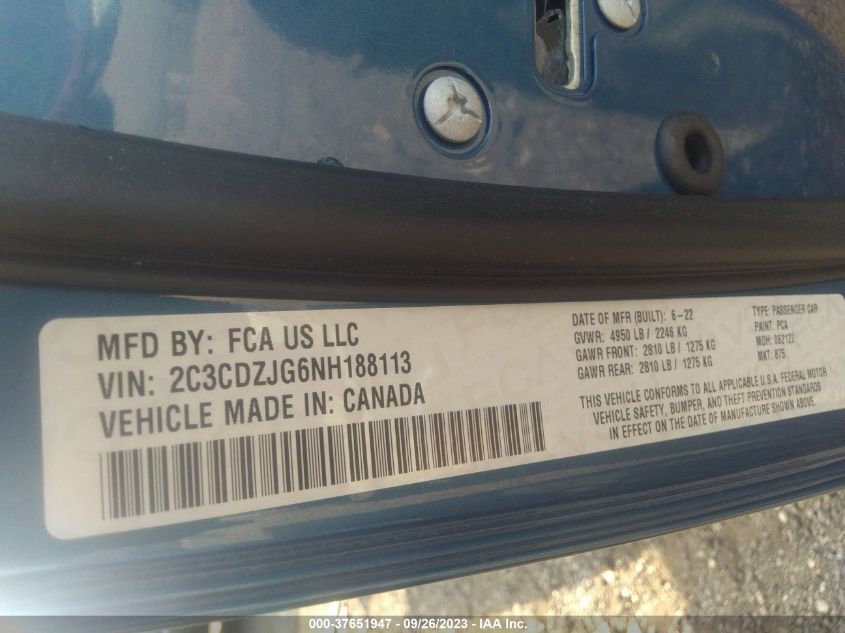 MFD BY: FCA US LLC
VIN: 2C3CDZJG6NH188113
VEHICLE MADE IN: CANADA
DATE OF MFR (BUILT): 6-22
GVWR: 4950 LB / 2246 KG
GAWR FRONT: 2810 LB / 1275 KG
GAWR REAR: 2810 LB / 1275 KG
TYPE: PASSENGER CAR
PAINT: PCA
MDH: 062122
MKT: 875
THIS VEHICLE CONFORMS TO ALL APPLICABLE U.S.A. FEDERAL MOTOR
VEHICLE SAFETY, BUMPER, AND THEFT PREVENTION STANDARDS
IN EFFECT ON THE DATE OF MANUFACTURE SHOWN ABOVE.
000-37651947 - 09/26/2023 - IAA Inc.